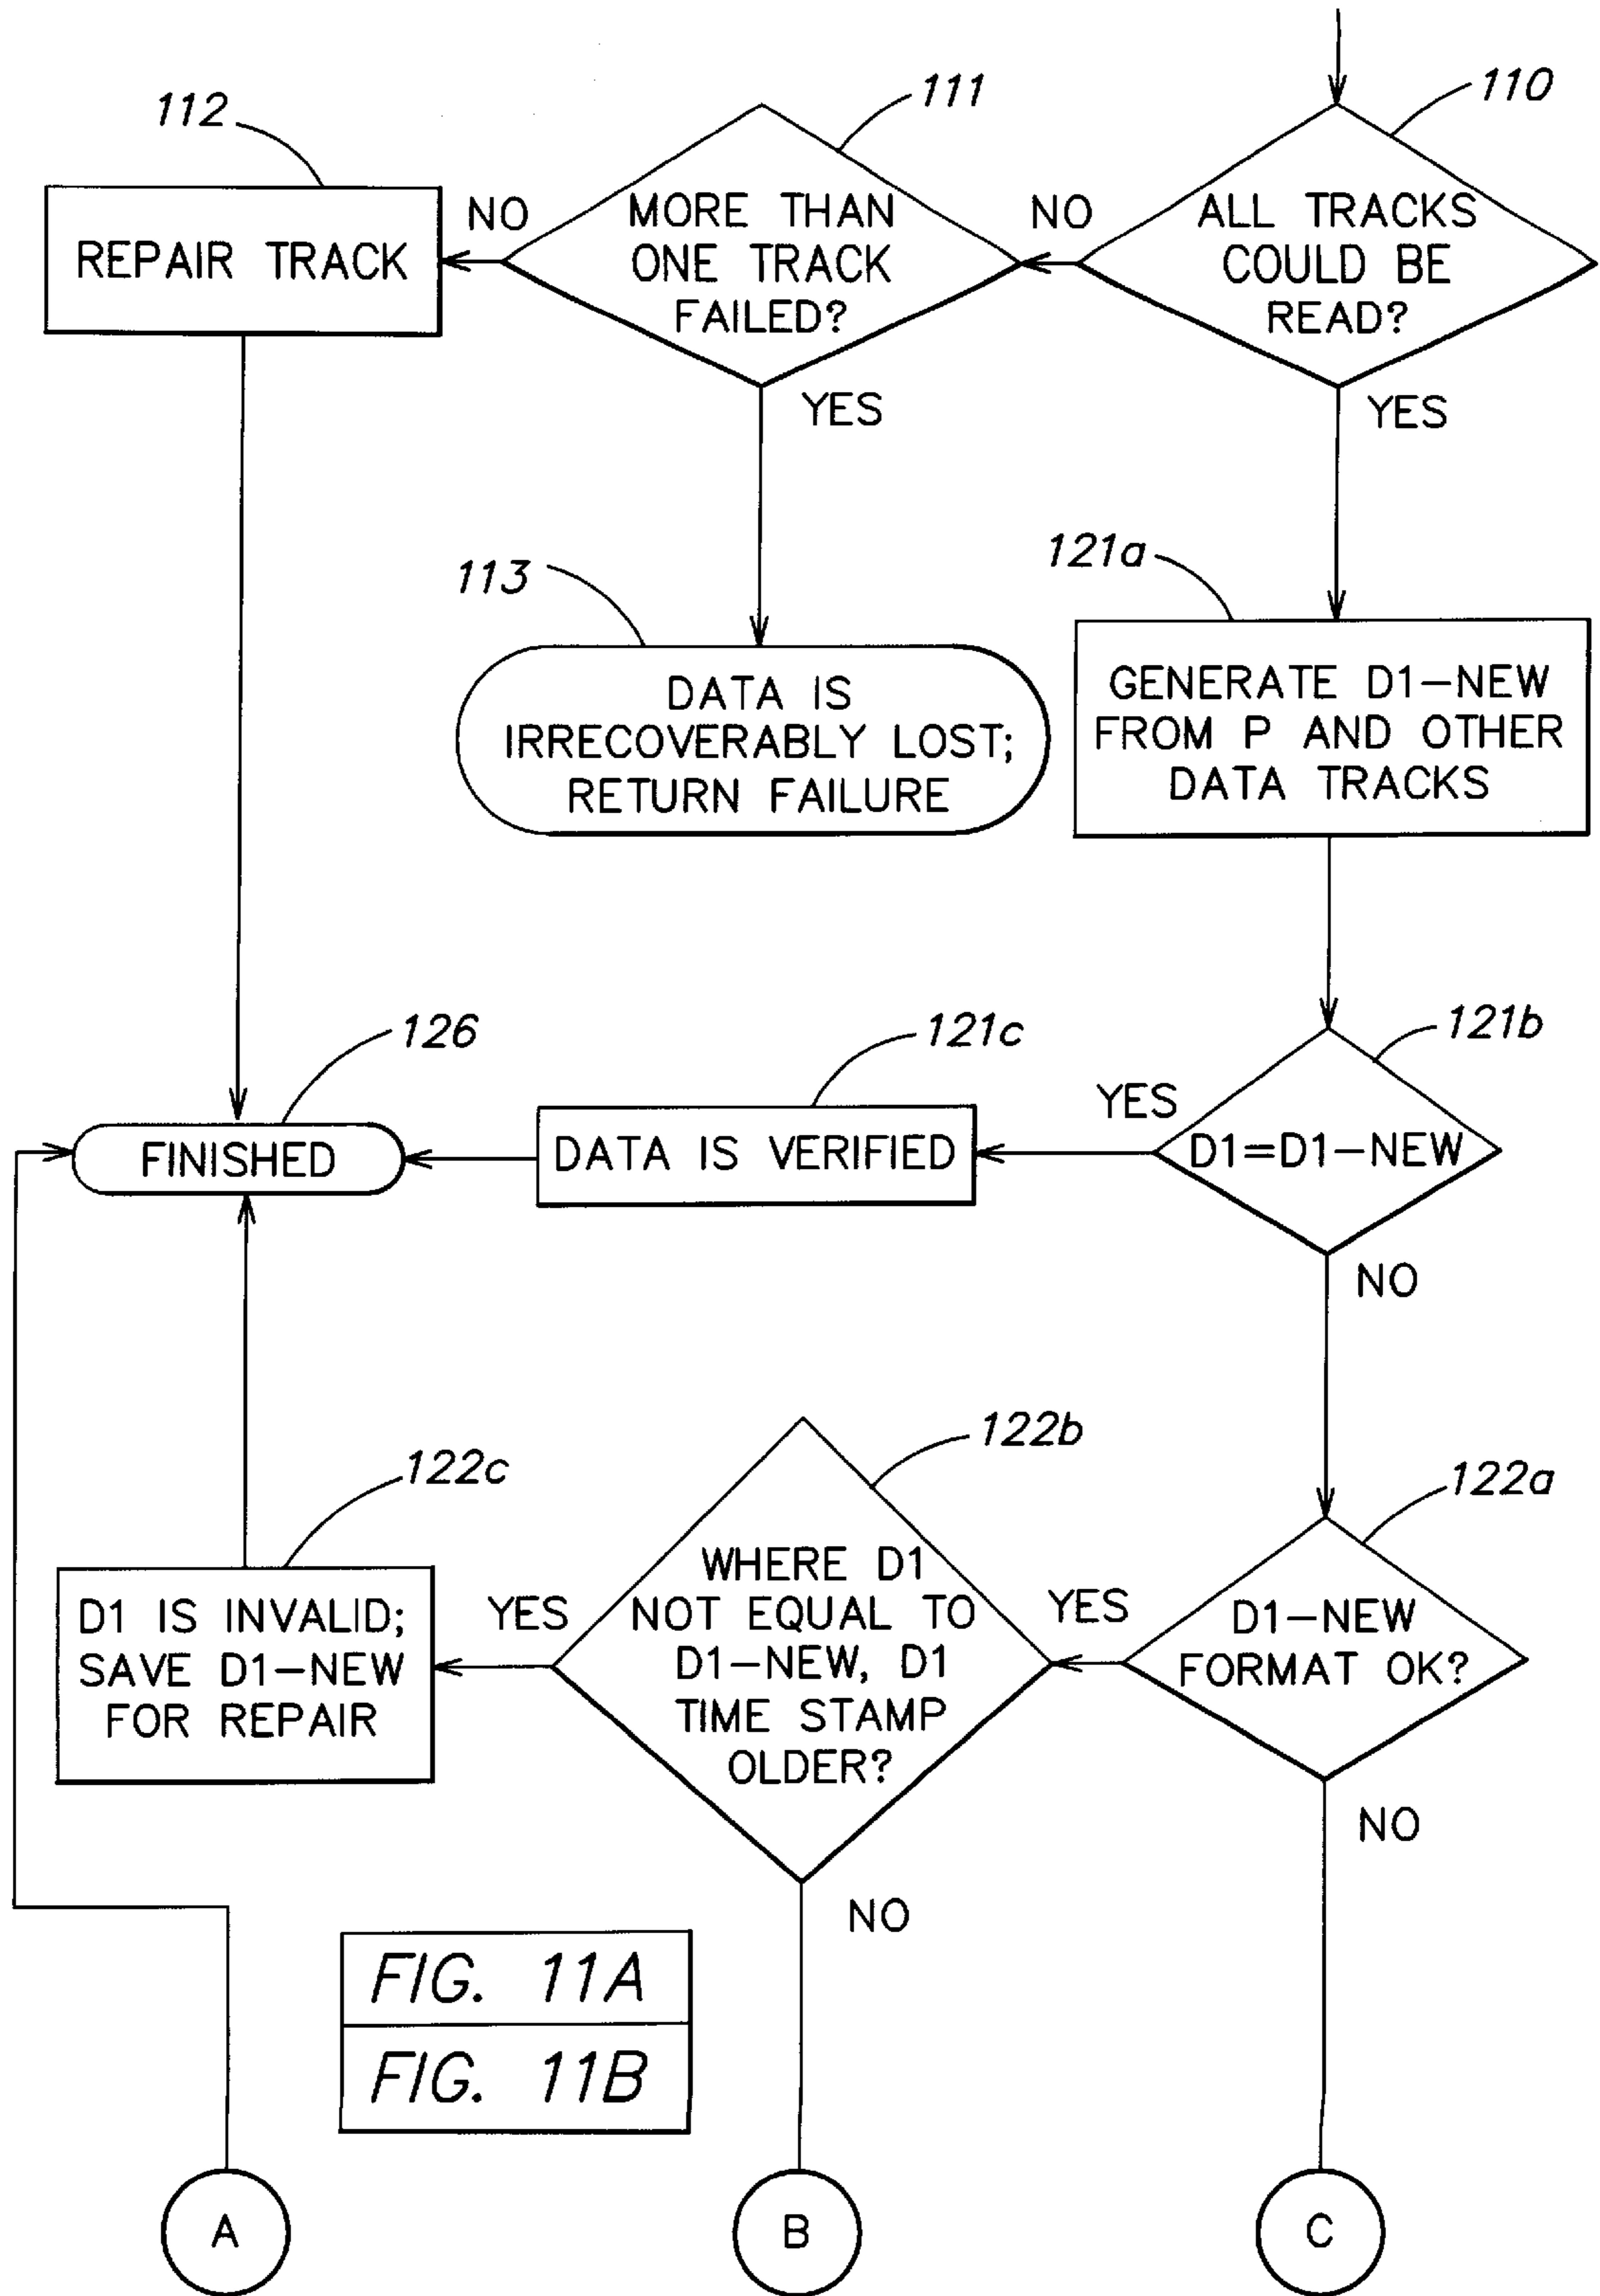 112
111
110
REPAIR TRACK
NO
MORE THAN
ONE TRACK
FAILED?
NO
ALL TRACKS
COULD BE
READ?
YES
YES
113
121a
DATA IS
IRRECOVERABLY LOST;
RETURN FAILURE
GENERATE D1-NEW
FROM P AND OTHER
DATA TRACKS
126
121c
121b
FINISHED
DATA IS VERIFIED
YES
D1=D1-NEW
NO
122c
122b
122a
D1 IS INVALID;
SAVE D1-NEW
FOR REPAIR
YES
WHERE D1
NOT EQUAL TO
D1-NEW, D1
TIME STAMP
OLDER?
YES
D1-NEW
FORMAT OK?
NO
NO
FIG. 11A
FIG. 11B
A
B
C